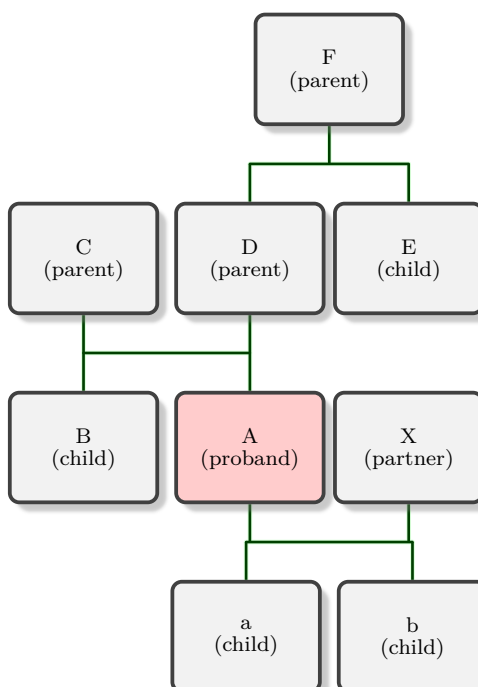 F
(parent)
C
(parent)
D
(parent)
E
(child)
B
(child)
A
(proband)
X
(partner)
a
(child)
b
(child)